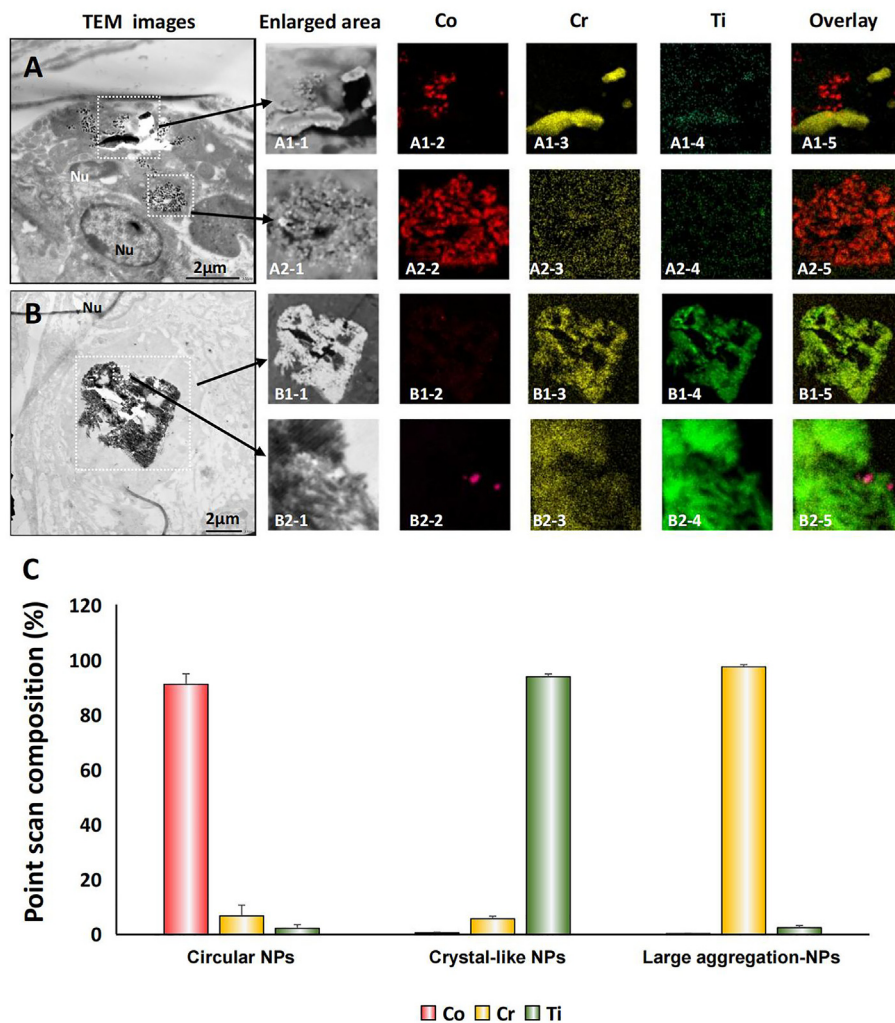 TEM images Enlarged area Co Cr Ti Overlay
A
Nu
Nu
2μm
A1-1 A1-2 A1-3 A1-4 A1-5
A2-1 A2-2 A2-3 A2-4 A2-5
B
Nu
2μm
B1-1 B1-2 B1-3 B1-4 B1-5
B2-1 B2-2 B2-3 B2-4 B2-5
C
Point scan composition (%)
120
100
80
60
40
20
0
Circular NPs Crystal-like NPs Large aggregation-NPs
Co Cr Ti